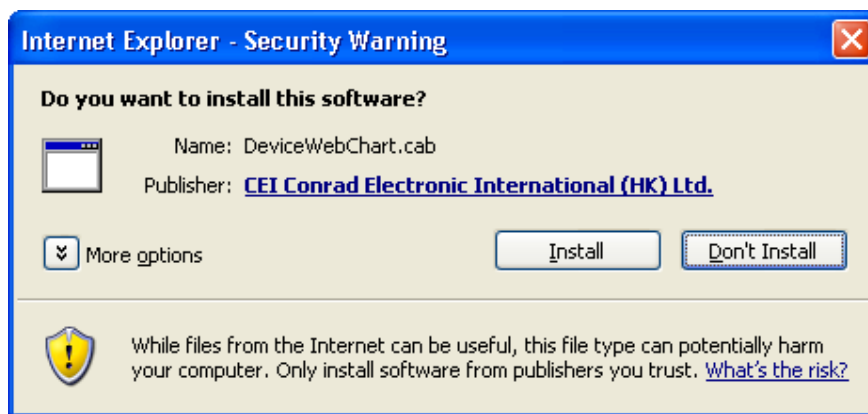 Internet Explorer - Security Warning
Do you want to install this software?
Name: DeviceWebChart.cab
Publisher: CEI Conrad Electronic International (HK) Ltd.
More options
Install
Don't Install
While files from the Internet can be useful, this file type can potentially harm
your computer. Only install software from publishers you trust. What's the risk?